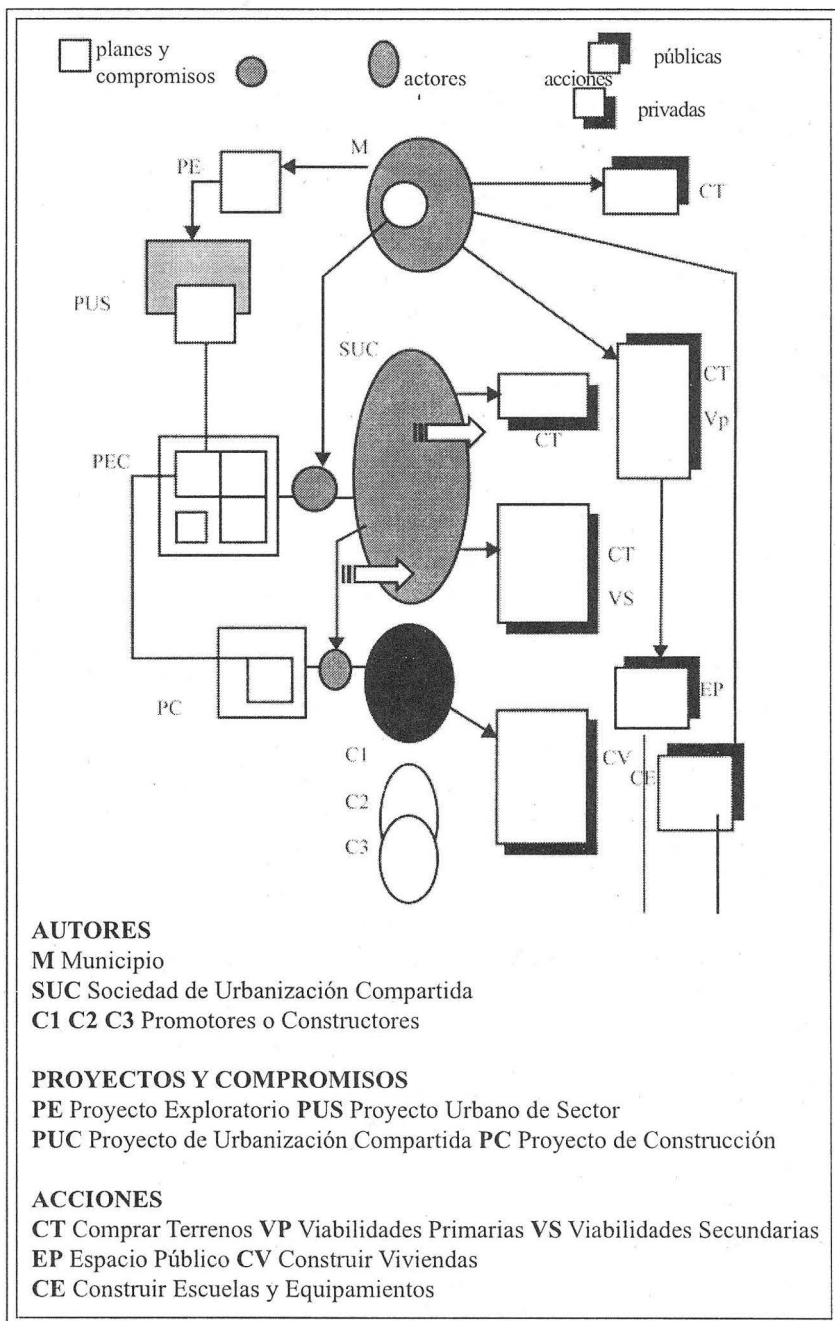 planes y
compromisos
actores
acciones
públicas
privadas
M
PE
CT
PUS
SUC
CT
Vp
CT
PEC
CT
VS
EP
PC
C1
CV
CE
C2
C3
AUTORES
M Municipio
SUC Sociedad de Urbanización Compartida
C1 C2 C3 Promotores o Constructores
PROYECTOS Y COMPROMISOS
PE Proyecto Exploratorio PUS Proyecto Urbano de Sector
PUC Proyecto de Urbanización Compartida PC Proyecto de Construcción
ACCIONES
CT Comprar Terrenos VP Viabilidades Primarias VS Viabilidades Secundarias
EP Espacio Público CV Construir Viviendas
CE Construir Escuelas y Equipamientos